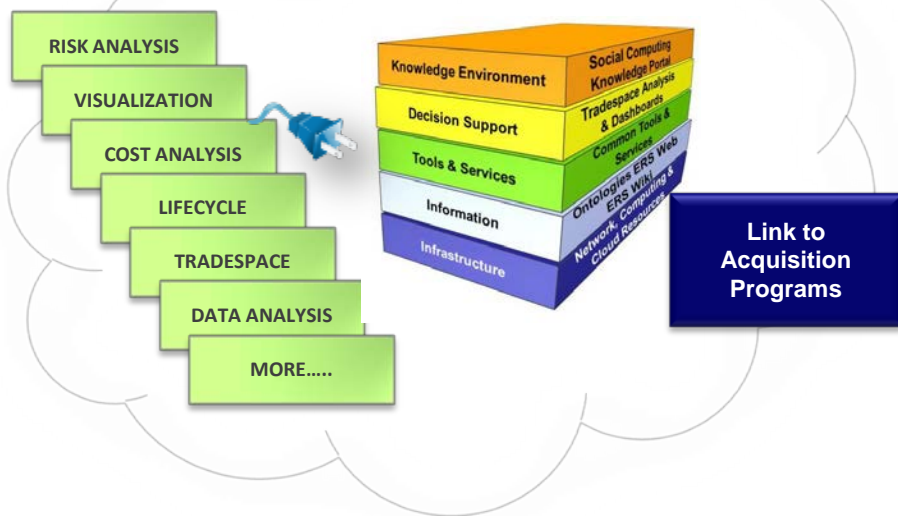 RISK ANALYSIS
VISUALIZATION
COST ANALYSIS
LIFECYCLE
TRADESPACE
DATA ANALYSIS
MORE…..
Knowledge Environment
Social Computing
Knowledge Portal
Decision Support
Tradespace Analysis
& Dashboards
Tools & Services
Common Tools &
Services
Information
Ontologies ERS Web
ERS Wiki
Infrastructure
Network, Computing &
Cloud Resources
Link to
Acquisition
Programs